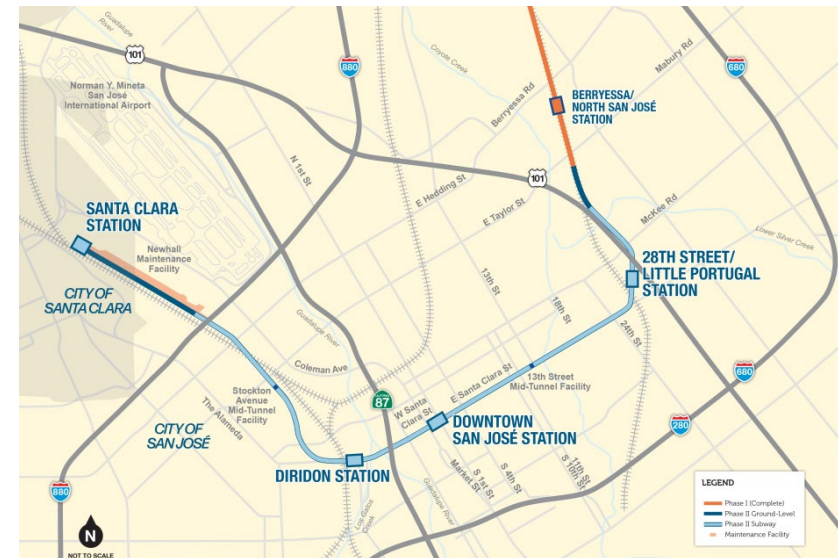 Guadalupe
River
101
880
Coyote Creek
Mabury Rd
680
Norman Y. Mineta
San José
International Airport
BERRYESSA/
NORTH SAN JOSÉ
STATION
Berryessa Rd
N 1st St
E Hedding St
101
E Taylor St
McKee Rd
Lower Silver Creek
SANTA CLARA
STATION
Newhall
Maintenance
Facility
28TH STREET/
LITTLE PORTUGAL
STATION
CITY OF
SANTA CLARA
13th St
18th St
24th St
Guadalupe River
Coleman Ave
680
E Santa Clara St
13th Street
Mid-Tunnel Facility
Stockton
Avenue
Mid-Tunnel
Facility
87
W Santa
Clara St
The Alameda
DOWNTOWN
SAN JOSÉ STATION
280
CITY OF
SAN JOSÉ
Market St
S 1st St
S 4th St
S 10th St
11th St
DIRIDON STATION
Guadalupe River
Los Gatos
Creek
880
N
NOT TO SCALE
LEGEND
Phase I (Complete)
Phase II Ground-Level
Phase II Subway
Maintenance Facility